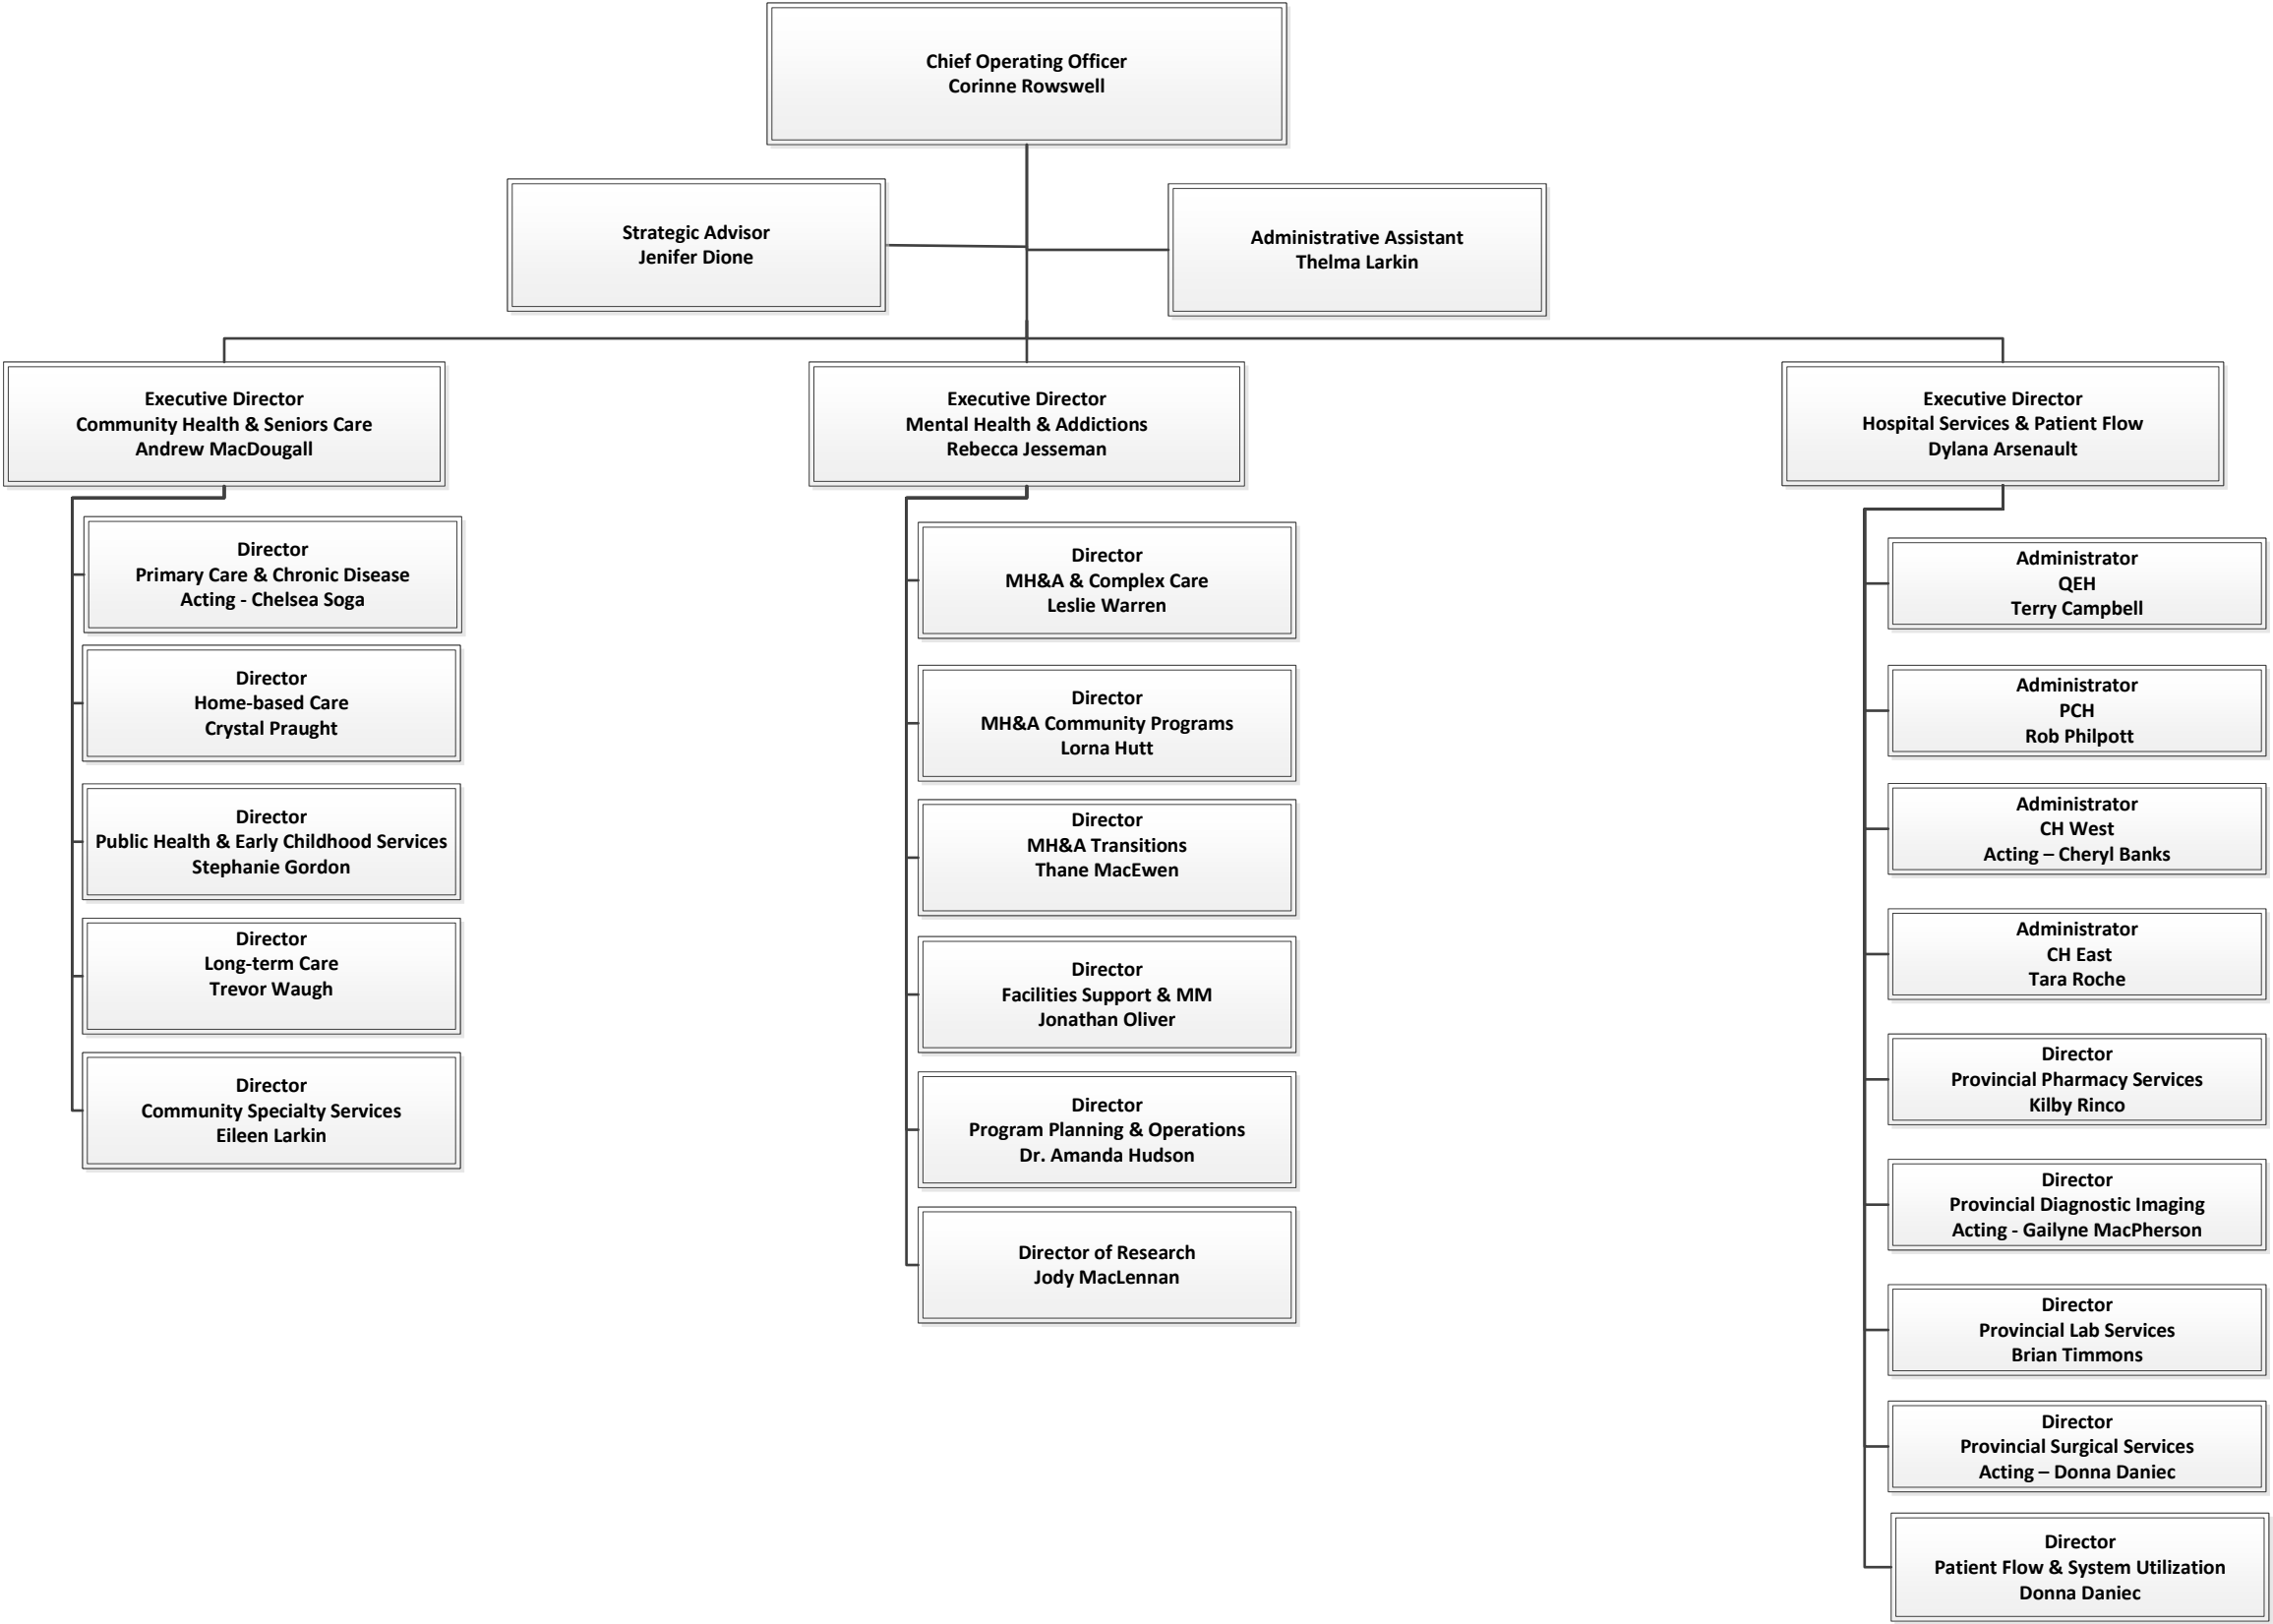 Chief Operating Officer
Corinne Rowswell
Strategic Advisor
Jenifer Dione
Administrative Assistant
Thelma Larkin
Executive Director
Community Health & Seniors Care
Andrew MacDougall
Director
Primary Care & Chronic Disease
Acting - Chelsea Soga
Director
Home-based Care
Crystal Praught
Director
Public Health & Early Childhood Services
Stephanie Gordon
Director
Long-term Care
Trevor Waugh
Director
Community Specialty Services
Eileen Larkin
Executive Director
Mental Health & Addictions
Rebecca Jesseman
Director
MH&A & Complex Care
Leslie Warren
Director
MH&A Community Programs
Lorna Hutt
Director
MH&A Transitions
Thane MacEwen
Director
Facilities Support & MM
Jonathan Oliver
Director
Program Planning & Operations
Dr. Amanda Hudson
Director of Research
Jody MacLennan
Executive Director
Hospital Services & Patient Flow
Dylana Arsenault
Administrator
QEH
Terry Campbell
Administrator
PCH
Rob Philpott
Administrator
CH West
Acting – Cheryl Banks
Administrator
CH East
Tara Roche
Director
Provincial Pharmacy Services
Kilby Rinco
Director
Provincial Diagnostic Imaging
Acting - Gailyne MacPherson
Director
Provincial Lab Services
Brian Timmons
Director
Provincial Surgical Services
Acting – Donna Daniec
Director
Patient Flow & System Utilization
Donna Daniec